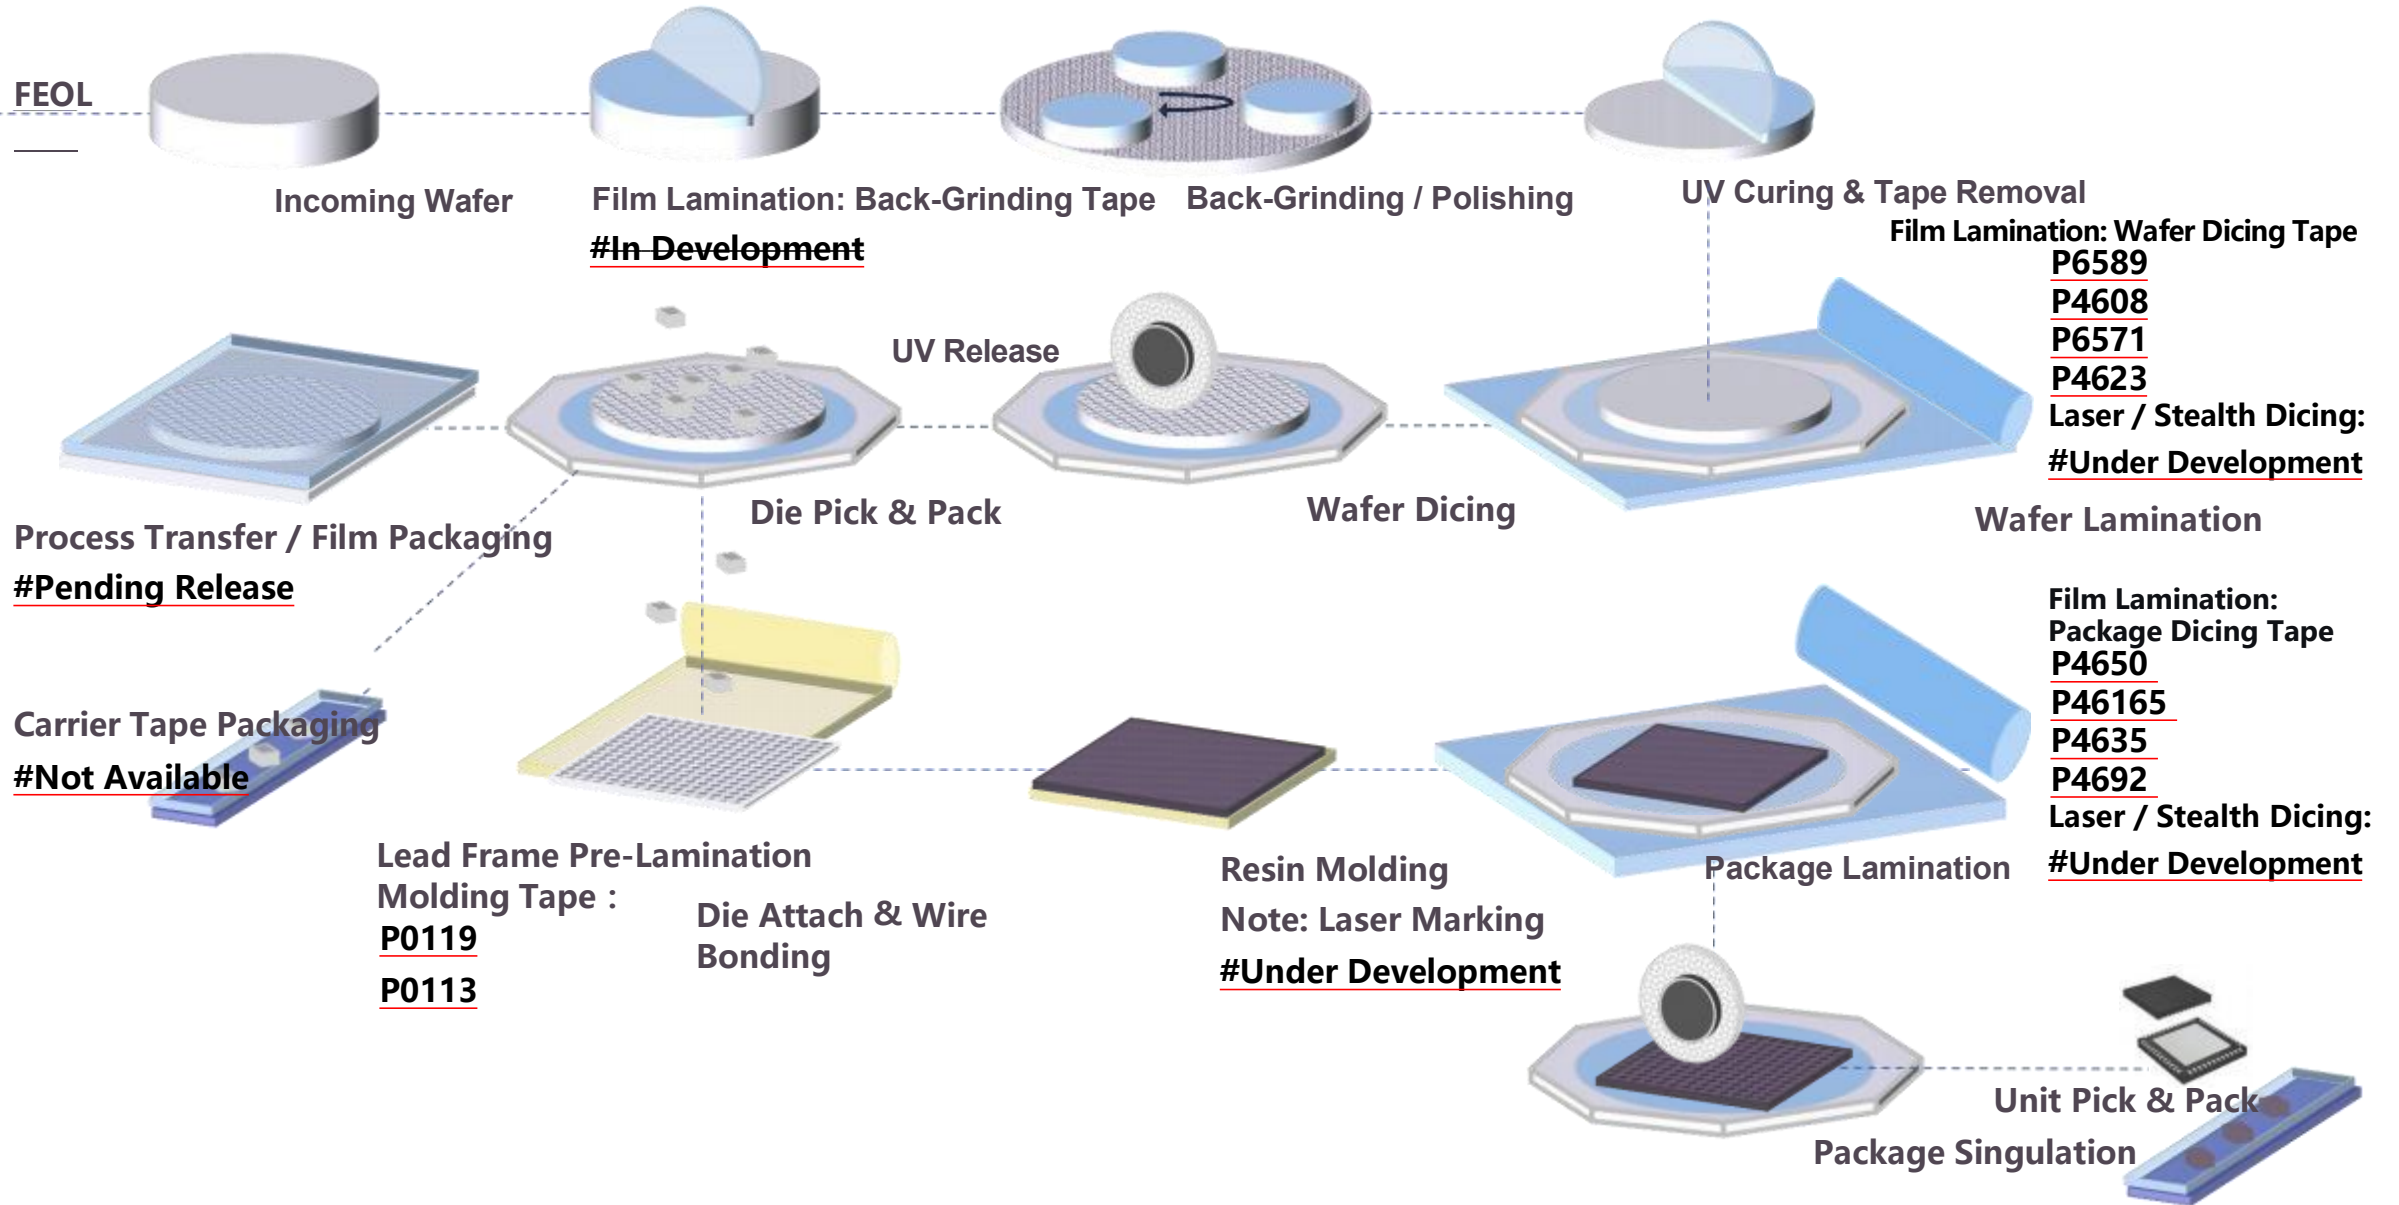 FEOL
Incoming Wafer
Film Lamination: Back-Grinding Tape
#In Development
Back-Grinding / Polishing
UV Curing & Tape Removal
Film Lamination: Wafer Dicing Tape
P6589
P4608
P6571
P4623
Laser / Stealth Dicing:
#Under Development
Wafer Lamination
UV Release
Wafer Dicing
Die Pick & Pack
Process Transfer / Film Packaging
#Pending Release
Carrier Tape Packaging
#Not Available
Lead Frame Pre-Lamination
Molding Tape：
P0119
P0113
Die Attach & Wire
Bonding
Resin Molding
Note: Laser Marking
#Under Development
Package Lamination
Film Lamination:
Package Dicing Tape
P4650
P46165
P4635
P4692
Laser / Stealth Dicing:
#Under Development
Unit Pick & Pack
Package Singulation